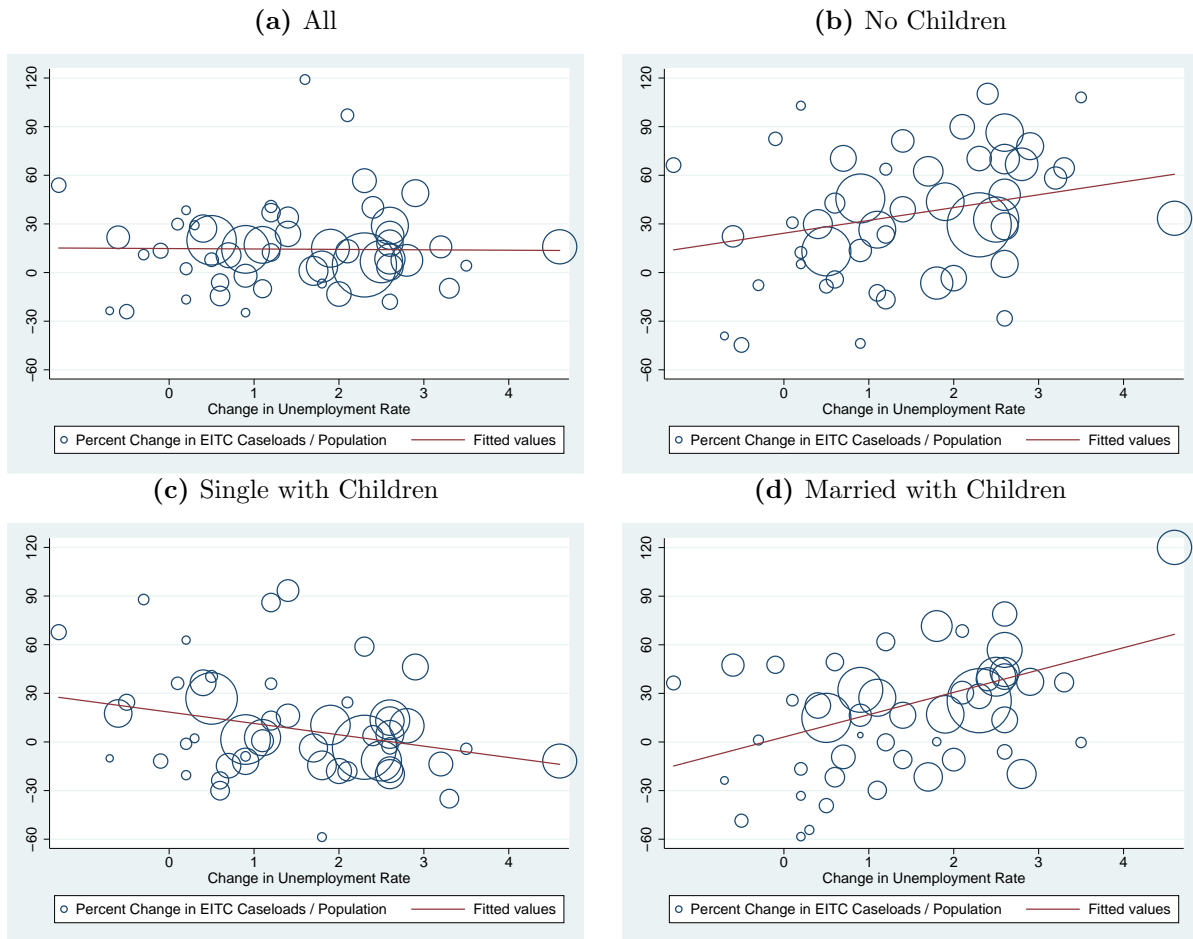 (a) All
(b) No Children
120
90
60
30
0
−30
−60
0 1 2 3 4
Change in Unemployment Rate
Percent Change in EITC Caseloads / Population Fitted values
120
90
60
30
0
−30
−60
0 1 2 3 4
Change in Unemployment Rate
Percent Change in EITC Caseloads / Population Fitted values
(c) Single with Children
(d) Married with Children
120
90
60
30
0
−30
−60
0 1 2 3 4
Change in Unemployment Rate
Percent Change in EITC Caseloads / Population Fitted values
120
90
60
30
0
−30
−60
0 1 2 3 4
Change in Unemployment Rate
Percent Change in EITC Caseloads / Population Fitted values